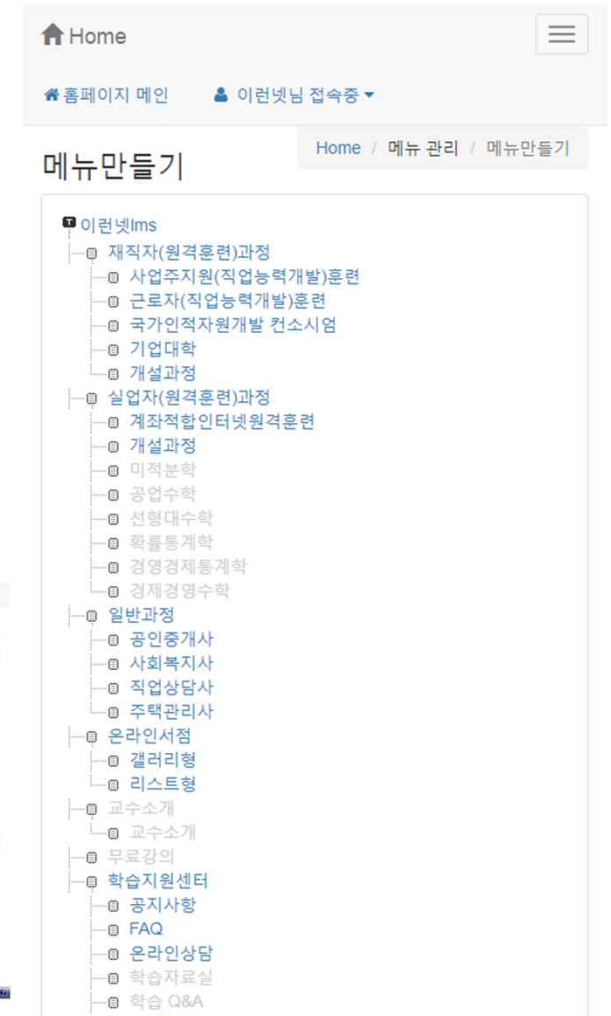 Home
홈페이지 메인 이런넷님 접속중
메뉴만들기
Home / 메뉴 관리 / 메뉴만들기
이런넷lms
재직자(원격훈련)과정
사업주지원(직업능력개발)훈련
근로자(직업능력개발)훈련
국가인적자원개발 컨소시엄
기업대학
개설과정
실업자(원격훈련)과정
계좌적합인터넷원격훈련
개설과정
미적분학
공업수학
선형대수학
확률통계학
경영경제통계학
경제경영수학
일반과정
공인중개사
사회복지사
직업상담사
주택관리사
온라인서점
갤러리형
리스트형
교수소개
교수소개
무료강의
학습지원센터
공지사항
FAQ
온라인상담
학습자료실
학습 Q&A